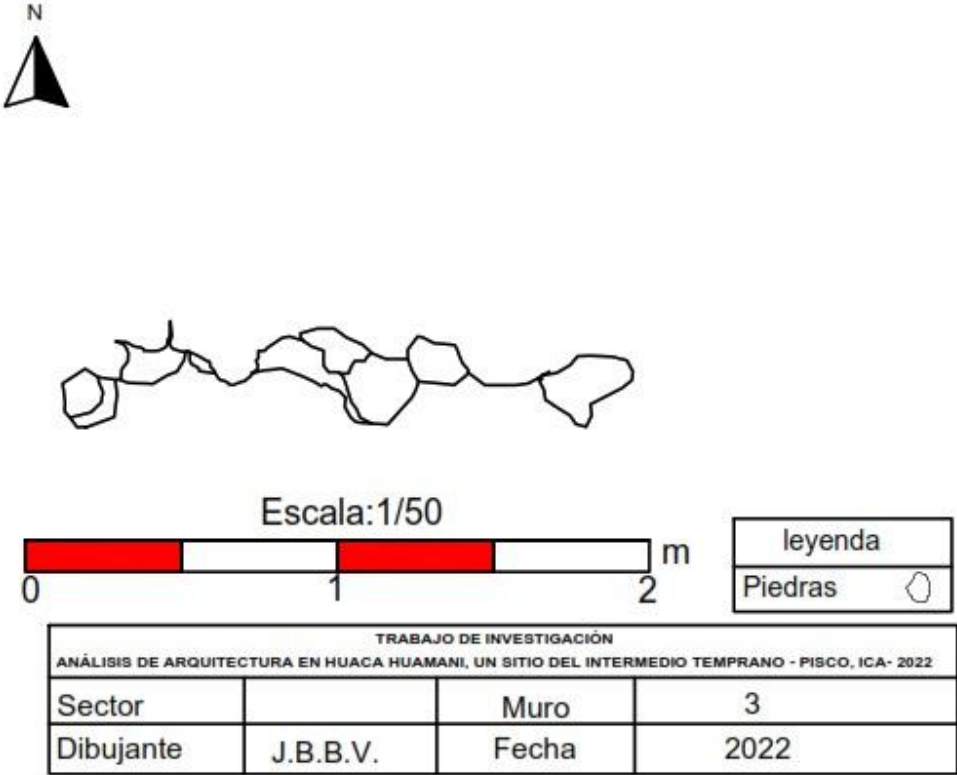 N
Escala:1/50
m
0 1 2
leyenda
Piedras
TRABAJO DE INVESTIGACIÓN
ANÁLISIS DE ARQUITECTURA EN HUACA HUAMANI, UN SITIO DEL INTERMEDIO TEMPRANO - PISCO, ICA- 2022
Sector Muro 3
Dibujante J.B.B.V. Fecha 2022